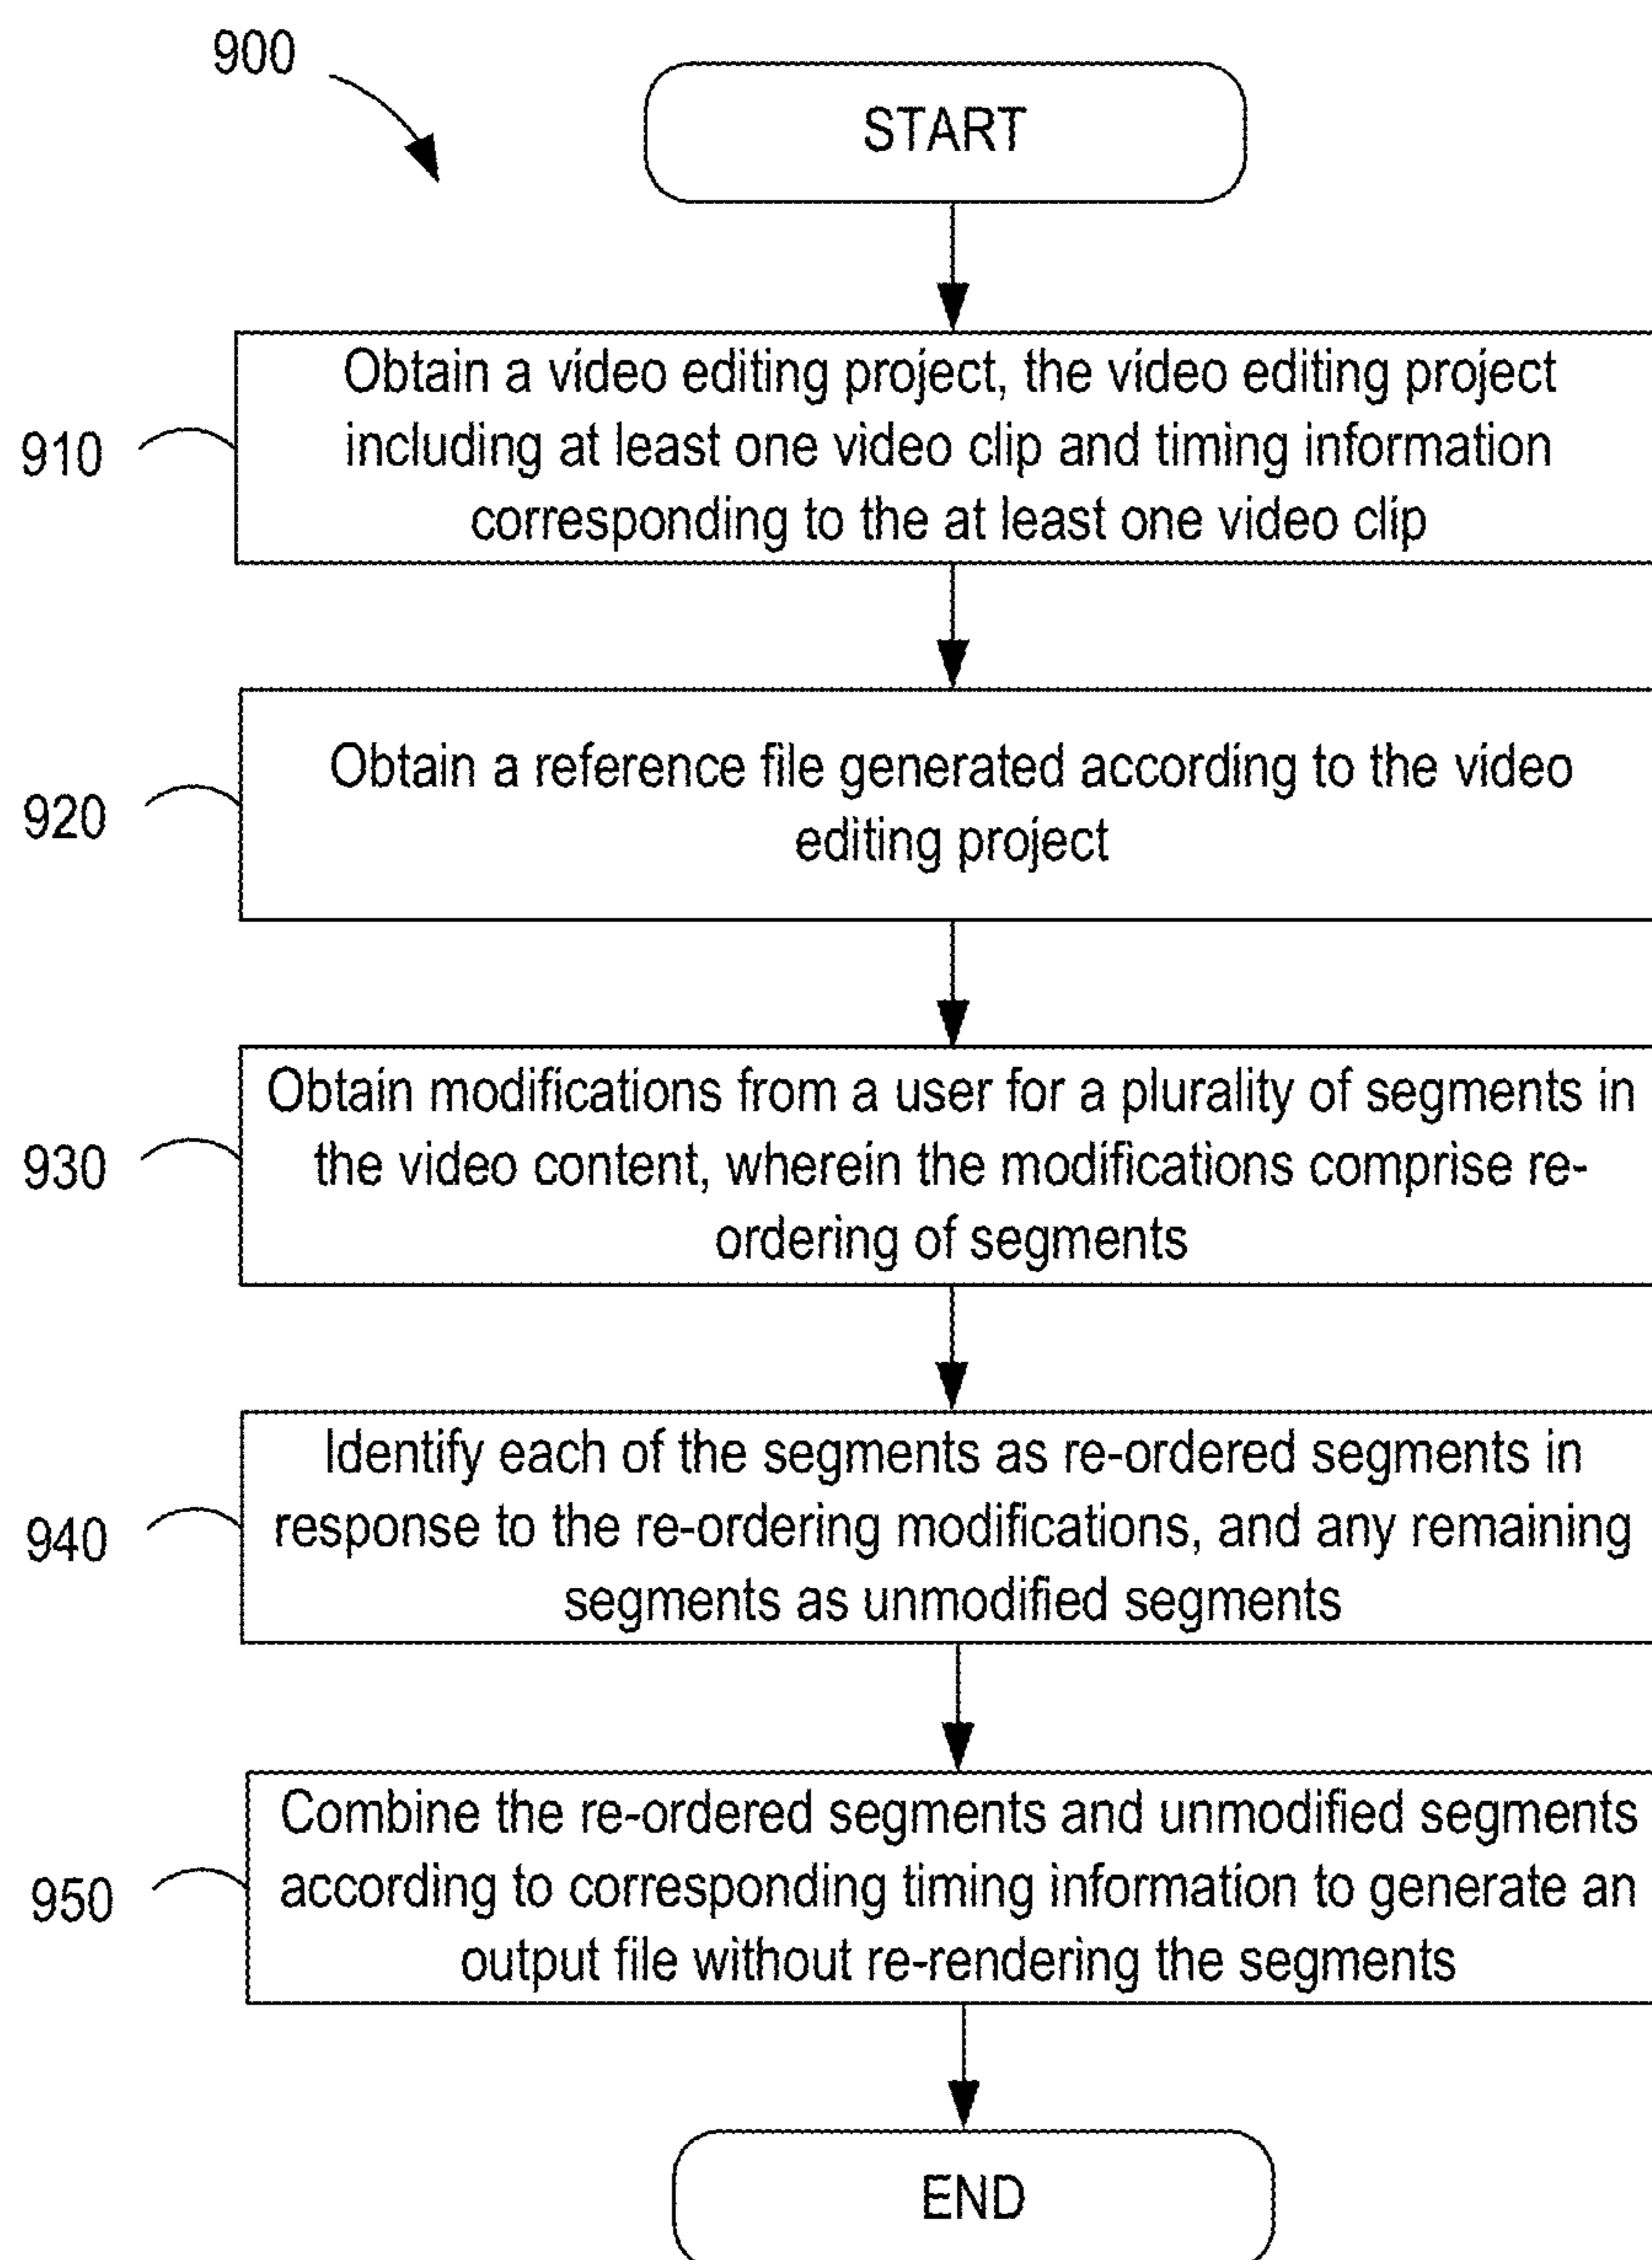 900
START
910
Obtain a video editing project, the video editing project
including at least one video clip and timing information
corresponding to the at least one video clip
920
Obtain a reference file generated according to the video
editing project
930
Obtain modifications from a user for a plurality of segments in
the video content, wherein the modifications comprise re-
ordering of segments
940
Identify each of the segments as re-ordered segments in
response to the re-ordering modifications, and any remaining
segments as unmodified segments
950
Combine the re-ordered segments and unmodified segments
according to corresponding timing information to generate an
output file without re-rendering the segments
END